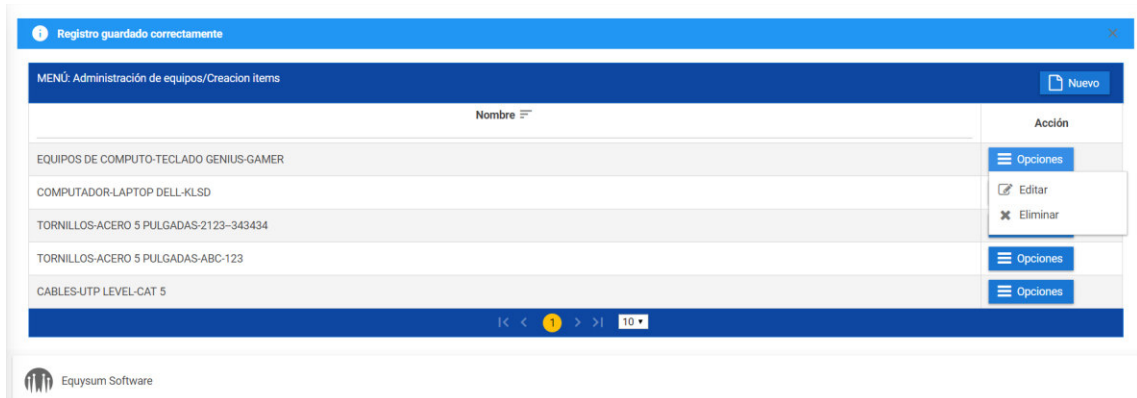 Registro guardado correctamente
MENÚ: Administración de equipos/Creacion items
Nuevo
Nombre
Acción
EQUIPOS DE COMPUTO-TECLADO GENIUS-GAMER
Opciones
Editar
COMPUTADOR-LAPTOP DELL-KLSD
Eliminar
TORNILLOS-ACERO 5 PULGADAS-2123--343434
TORNILLOS-ACERO 5 PULGADAS-ABC-123
Opciones
CABLES-UTP LEVEL-CAT 5
Opciones
1
10
Equysum Software